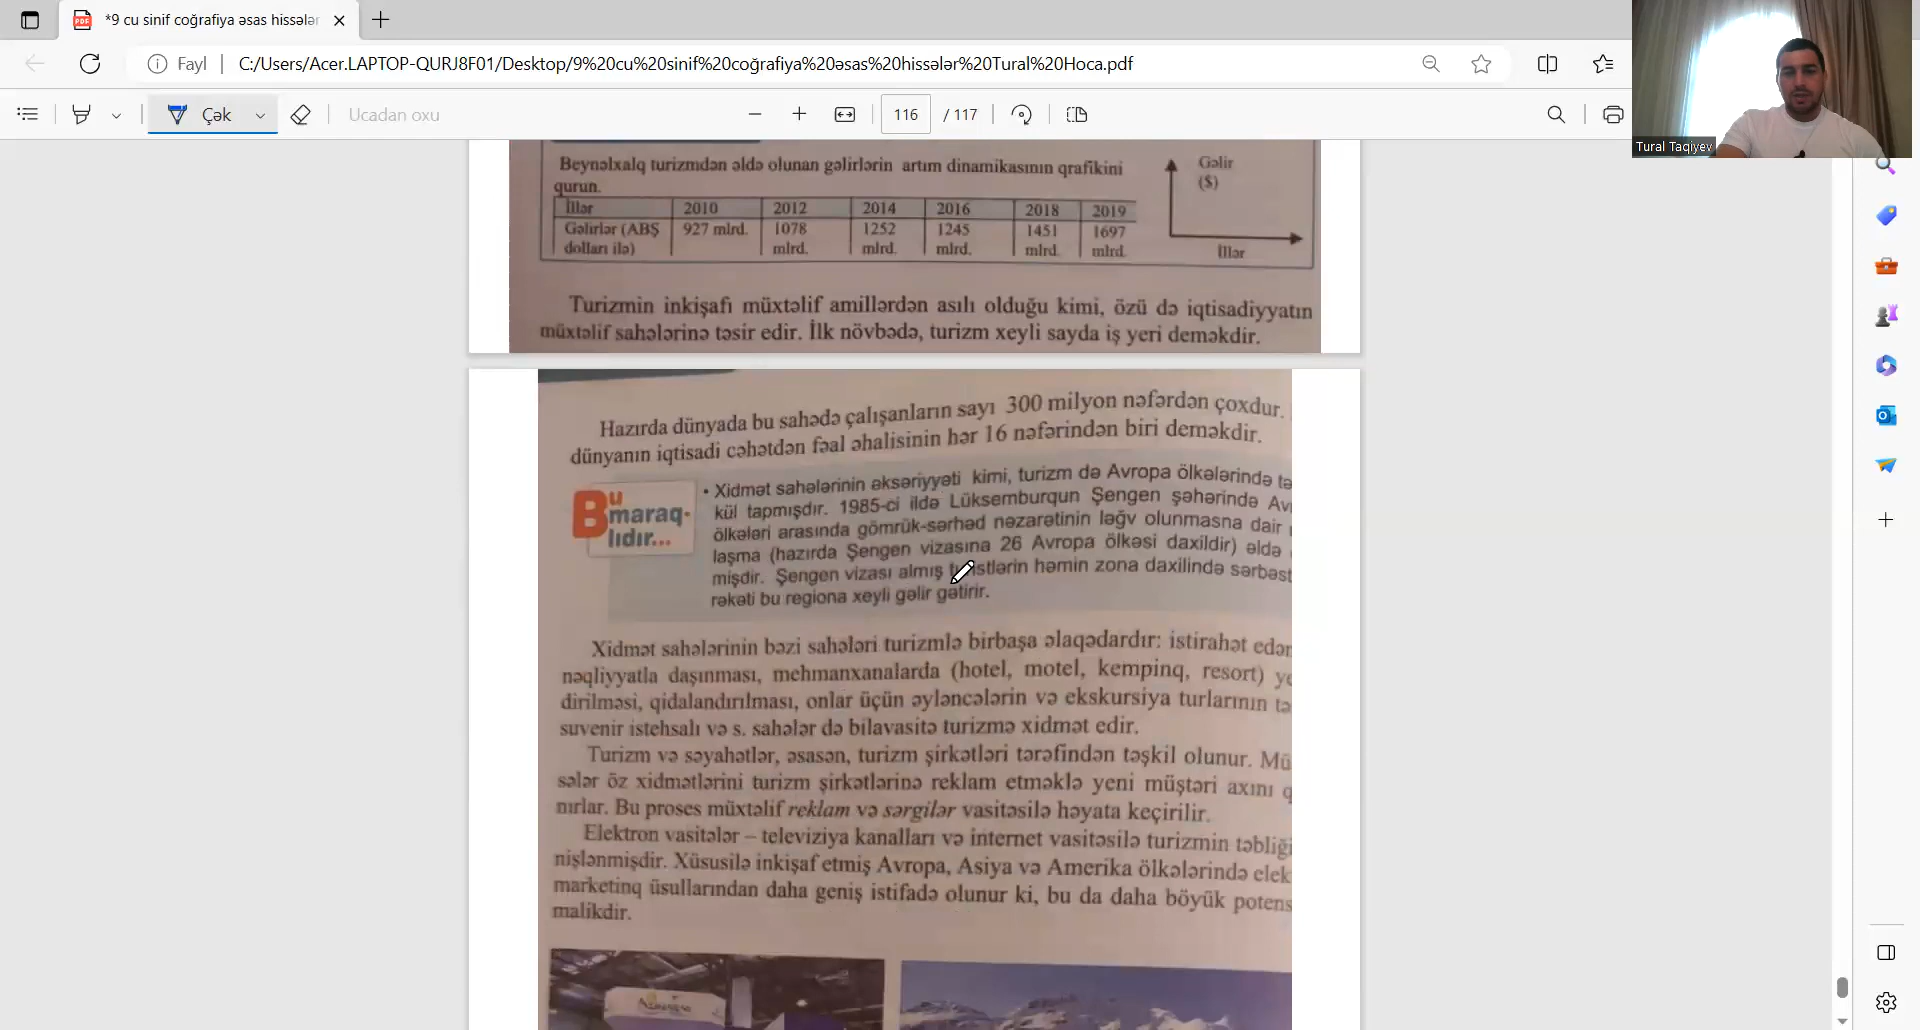 *9 cu sinif coğrafiya əsas hissələr
Fayl
C:/Users/Acer.LAPTOP-QURJ8F01/Desktop/9%20cu%20sinif%20coğrafiya%20əsas%20hissələr%20Tural%20Hoca.pdf
Çək
Ucadan oxu
116 / 117
Tural Taqiyev
Beynəlxalq turizmdən əldə olunan gəlirlərin artım dinamikasının qrafikini
qurun.
Gəlir
($)
İllər 2010 2012 2014 2016 2018 2019
Gəlirlər (ABŞ 927 mlrd. 1078 1252 1245 1451 1697
dolları ilə) mlrd. mlrd. mlrd. mlrd. mlrd.
İllər
Turizmin inkişafı müxtəlif amillərdən asılı olduğu kimi, özü də iqtisadiyyatın
müxtəlif sahələrinə təsir edir. İlk növbədə, turizm xeyli sayda iş yeri deməkdir.
Hazırda dünyada bu sahədə çalışanların sayı 300 milyon nəfərdən çoxdur.
dünyanın iqtisadi cəhətdən fəal əhalisinin hər 16 nəfərindən biri deməkdir.
Bu
maraq-
lıdır...
• Xidmət sahələrinin əksəriyyəti kimi, turizm də Avropa ölkələrində tə
kül tapmışdır. 1985-ci ildə Lüksemburqun Şengen şəhərində Av
ölkələri arasında gömrük-sərhəd nəzarətinin ləğv olunmasna dair
laşma (hazırda Şengen vizasına 26 Avropa ölkəsi daxildir) əldə
mişdir. Şengen vizası almış turistlərin həmin zona daxilində sərbəst
rəkəti bu regiona xeyli gəlir gətirir.
Xidmət sahələrinin bəzi sahələri turizmlə birbaşa əlaqədardır: istirahət edən
nəqliyyatla daşınması, mehmanxanalarda (hotel, motel, kempinq, resort) ye
dirilməsi, qidalandırılması, onlar üçün əyləncələrin və ekskursiya turlarının tə
suvenir istehsalı və s. sahələr də bilavasitə turizmə xidmət edir.
Turizm və səyahətlər, əsasən, turizm şirkətləri tərəfindən təşkil olunur. Mü
sələr öz xidmətlərini turizm şirkətlərinə reklam etməklə yeni müştəri axını q
nırlar. Bu proses müxtəlif reklam və sərgilər vasitəsilə həyata keçirilir.
Elektron vasitələr – televiziya kanalları və internet vasitəsilə turizmin təbliği
nişlənmişdir. Xüsusilə inkişaf etmiş Avropa, Asiya və Amerika ölkələrində elek
marketinq üsullarından daha geniş istifadə olunur ki, bu da daha böyük potens
malikdir.